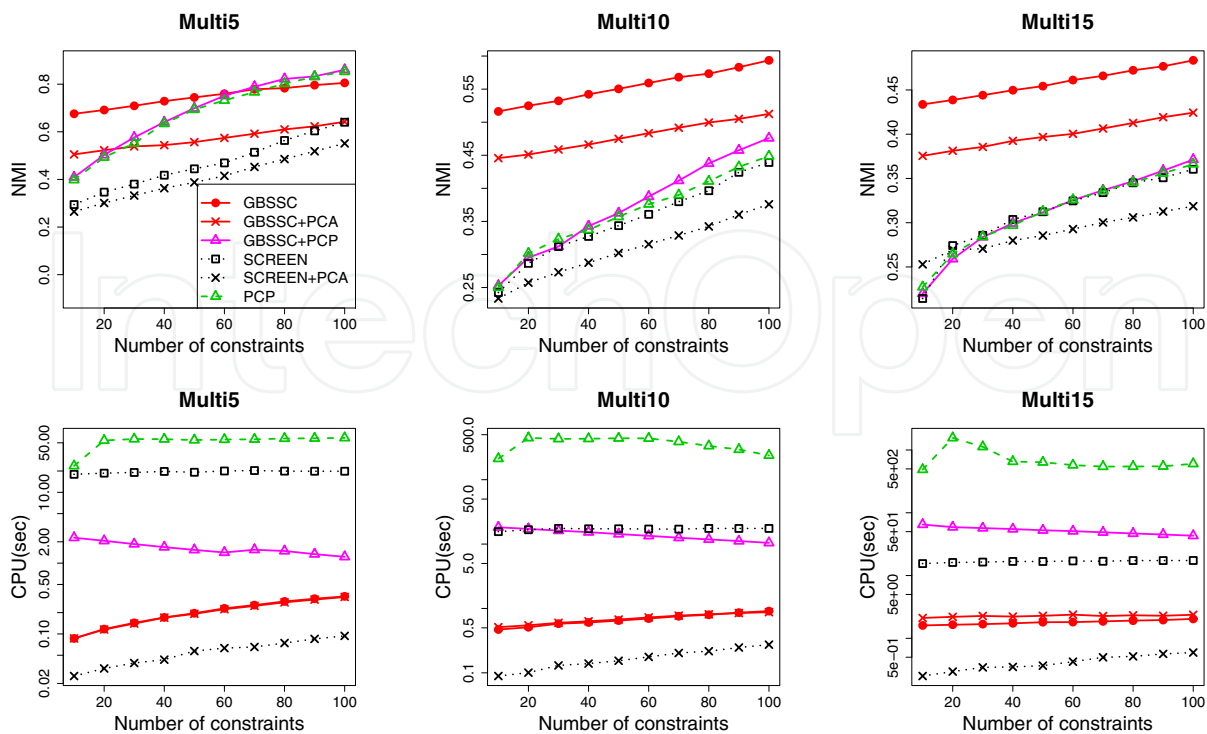 Multi5
NMI
0.0 0.2 0.4 0.6 0.8
20 40 60 80 100
Number of constraints
GBSSC
GBSSC+PCA
GBSSC+PCP
SCREEN
SCREEN+PCA
PCP
Multi10
NMI
0.25 0.35 0.45 0.55
20 40 60 80 100
Number of constraints
Multi15
NMI
0.25 0.30 0.35 0.40 0.45
20 40 60 80 100
Number of constraints
IntechOpen
Multi5
CPU(sec)
0.02 0.10 0.50 2.00 10.00 50.00
20 40 60 80 100
Number of constraints
Multi10
CPU(sec)
0.1 0.5 5.0 50.0 500.0
20 40 60 80 100
Number of constraints
Multi15
CPU(sec)
5e-01 5e+00 5e+01 5e+02
20 40 60 80 100
Number of constraints